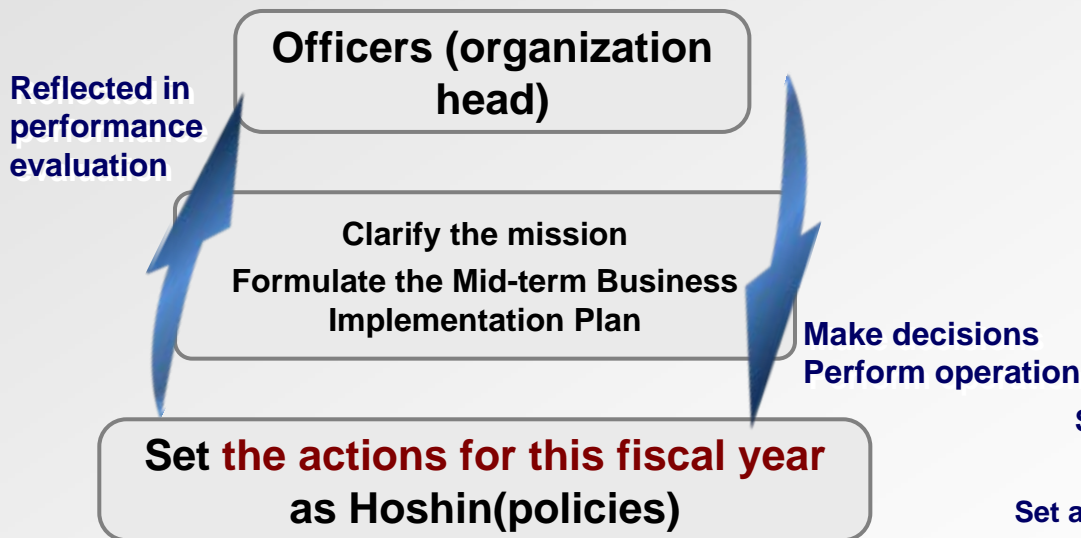 Officers (organization
head)
Reflected in
performance
evaluation
Clarify the mission
Formulate the Mid-term Business
Implementation Plan
Make decisions
Perform operation
Set the actions for this fiscal year
as Hoshin(policies)
Set a